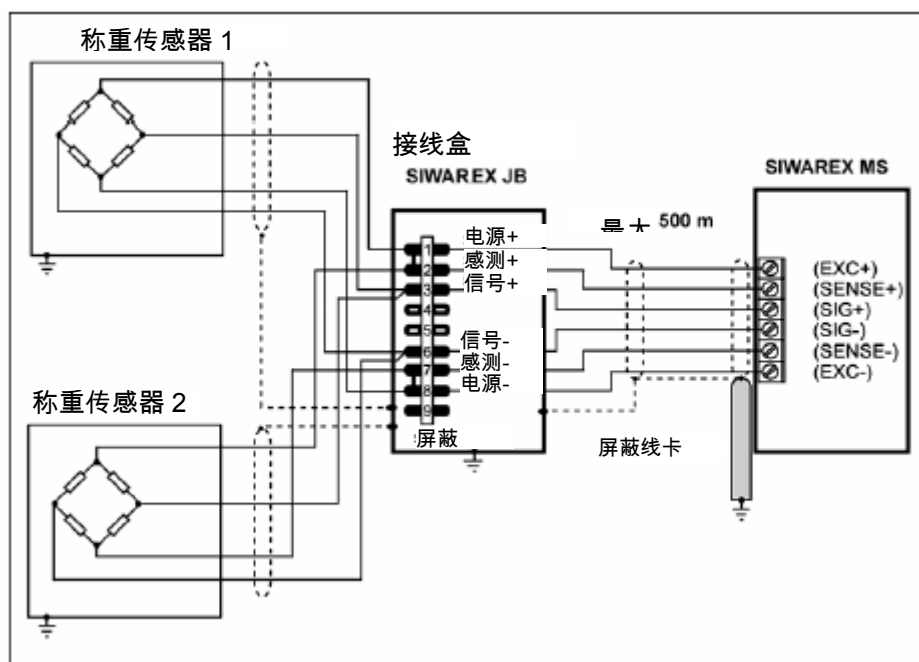 称重传感器 1
接线盒
SIWAREX JB
SIWAREX MS
500 m
1
电源+
2
感测+
3
信号+
4
5
6
信号-
7
感测-
8
电源-
9
屏蔽
(EXC+)
(SENSE+)
(SIG+)
(SIG-)
(SENSE-)
(EXC-)
称重传感器 2
屏蔽线卡